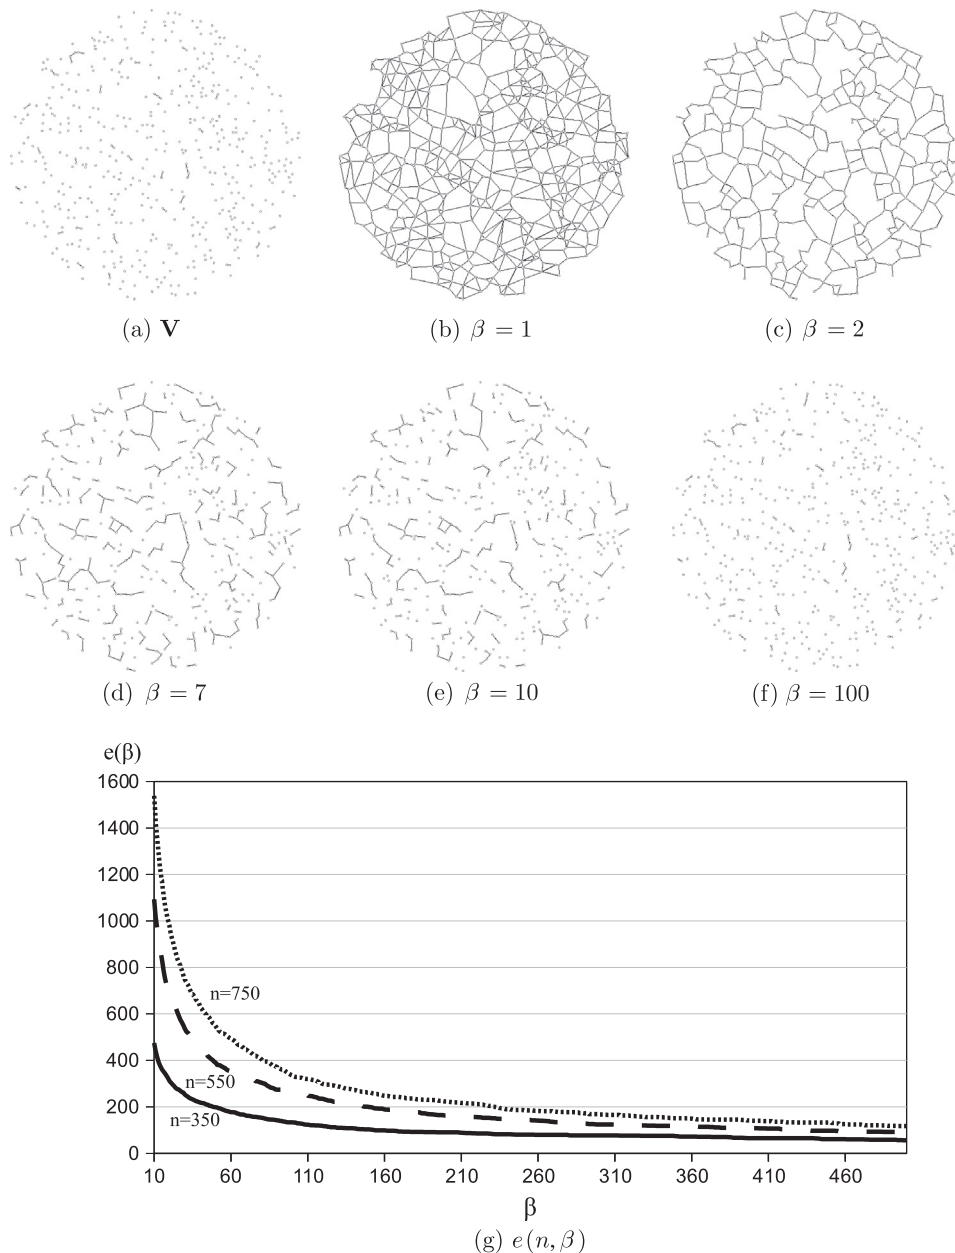 (a) V
(b) β = 1
(c) β = 2
(d) β = 7
(e) β = 10
(f) β = 100
e(β)
1600
1400
1200
1000
800
600
400
200
0
n=750
n=550
n=350
10 60 110 160 210 260 310 360 410 460
β
(g) e(n, β)